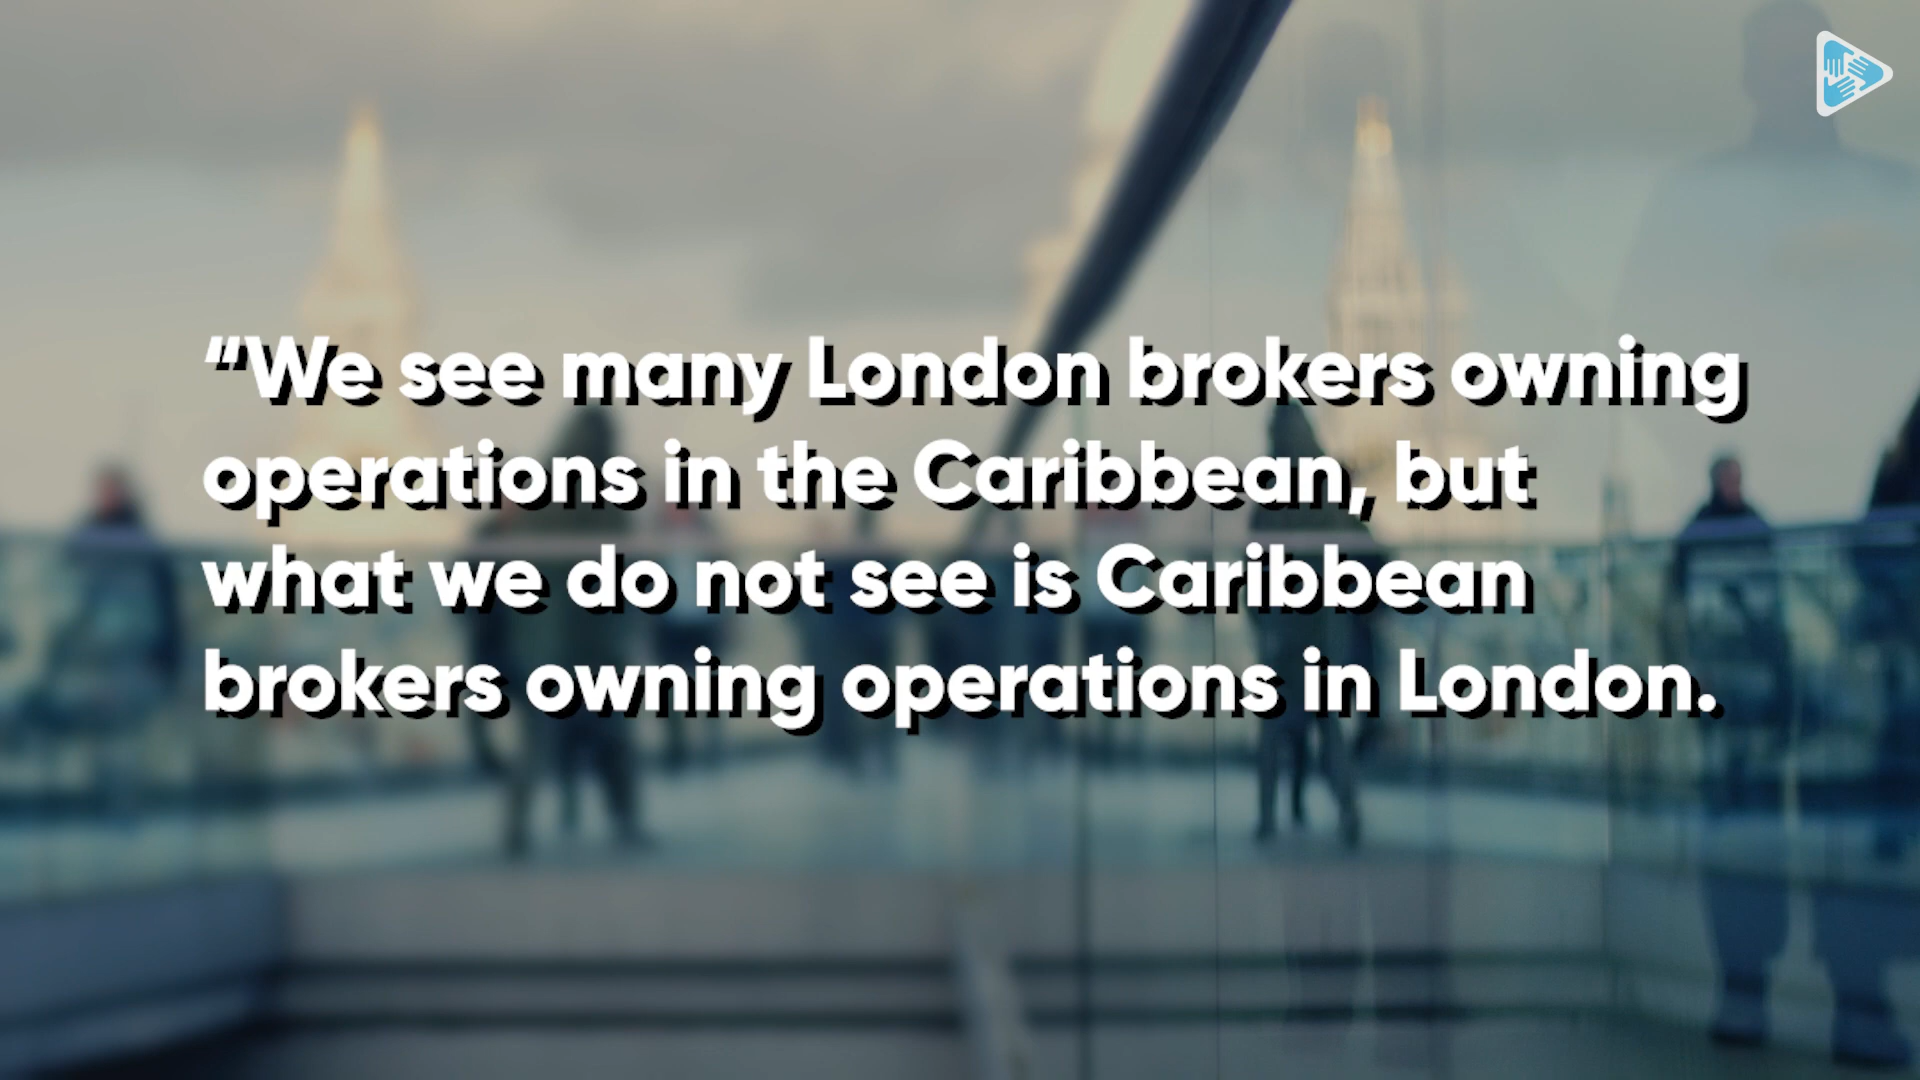 “We see many London brokers owning
operations in the Caribbean, but
what we do not see is Caribbean
brokers owning operations in London.